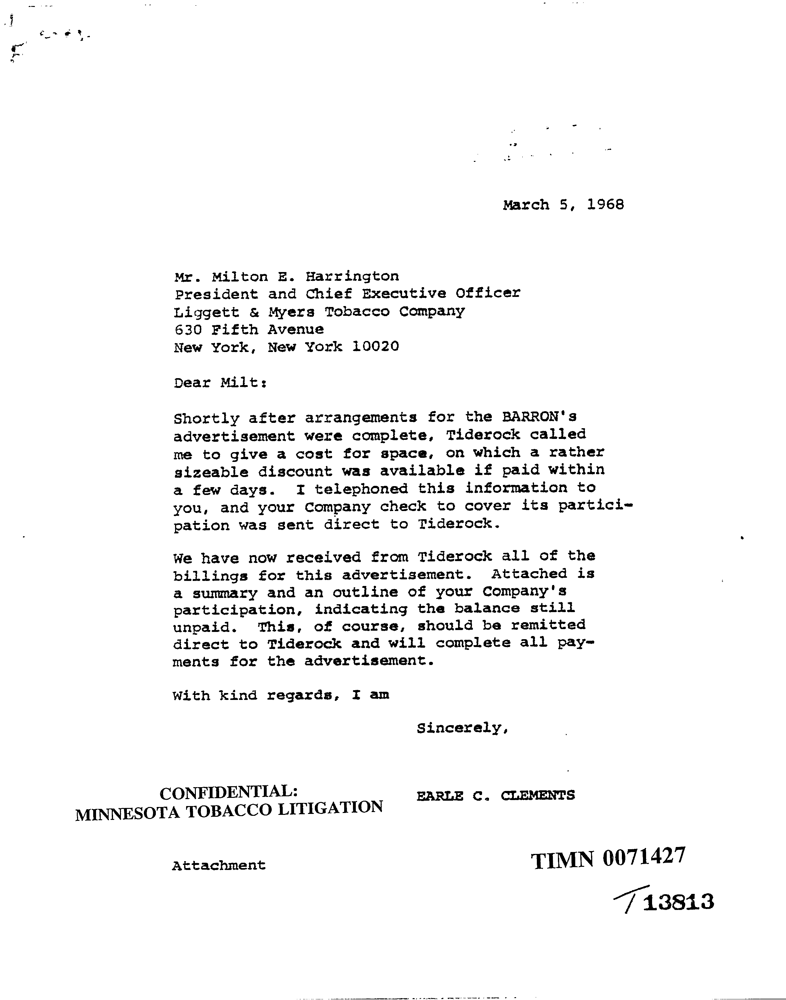 March 5, 1968
Mr. Milton E. Harrington
President and Chief Executive Officer
Liggett & Myers Tobacco Company
630 Fifth Avenue
New York, New York 10020
Dear Milt:
Shortly after arrangements for the BARRON's
advertisement were complete, Tiderock called
me to give a cost for space, on which a rather
sizeable discount was available if paid within
a few days. I telephoned this information to
you, and your Company check to cover its partici-
pation was sent direct to Tiderock.
We have now received from Tiderock all of the
billings for this advertisement. Attached is
a summary and an outline of your Company's
participation, indicating the balance still
unpaid. This, of course, should be remitted
direct to Tiderock and will complete all pay-
ments for the advertisement.
With kind regards, I am
Sincerely,
EARLE C. CLEMENTS
CONFIDENTIAL:
MINNESOTA TOBACCO LITIGATION
Attachment
TIMN 0071427
T 13813